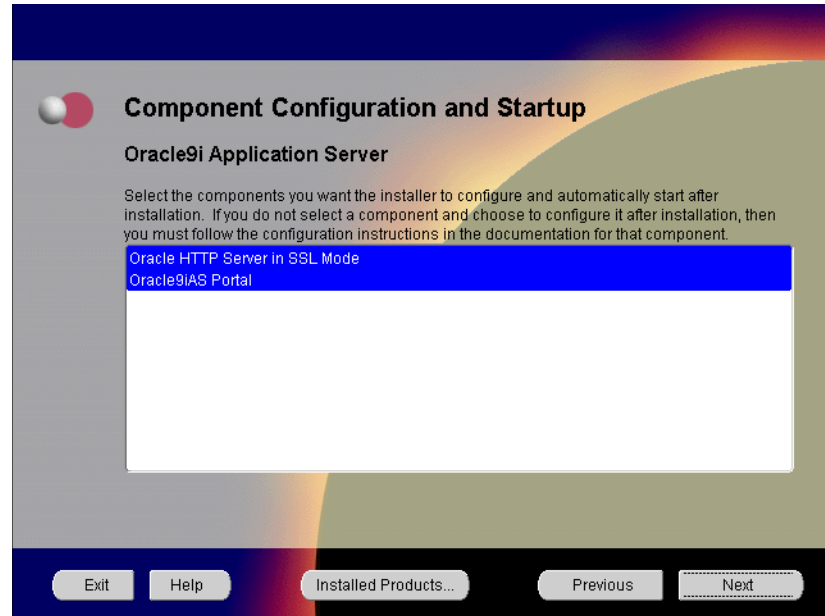 Component Configuration and Startup
Oracle9i Application Server
Select the components you want the installer to configure and automatically start after
installation. If you do not select a component and choose to configure it after installation, then
you must follow the configuration instructions in the documentation for that component.
Oracle HTTP Server in SSL Mode
Oracle9iAS Portal
Exit Help Installed Products... Previous Next